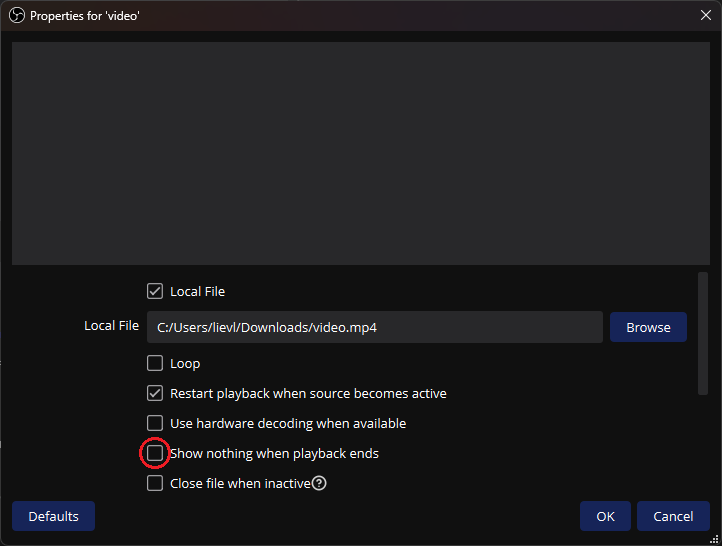 Properties for 'video'
Local File
Local File C:/Users/lievl/Downloads/video.mp4 Browse
Loop
Restart playback when source becomes active
Use hardware decoding when available
Show nothing when playback ends
Close file when inactive ?
Defaults OK Cancel